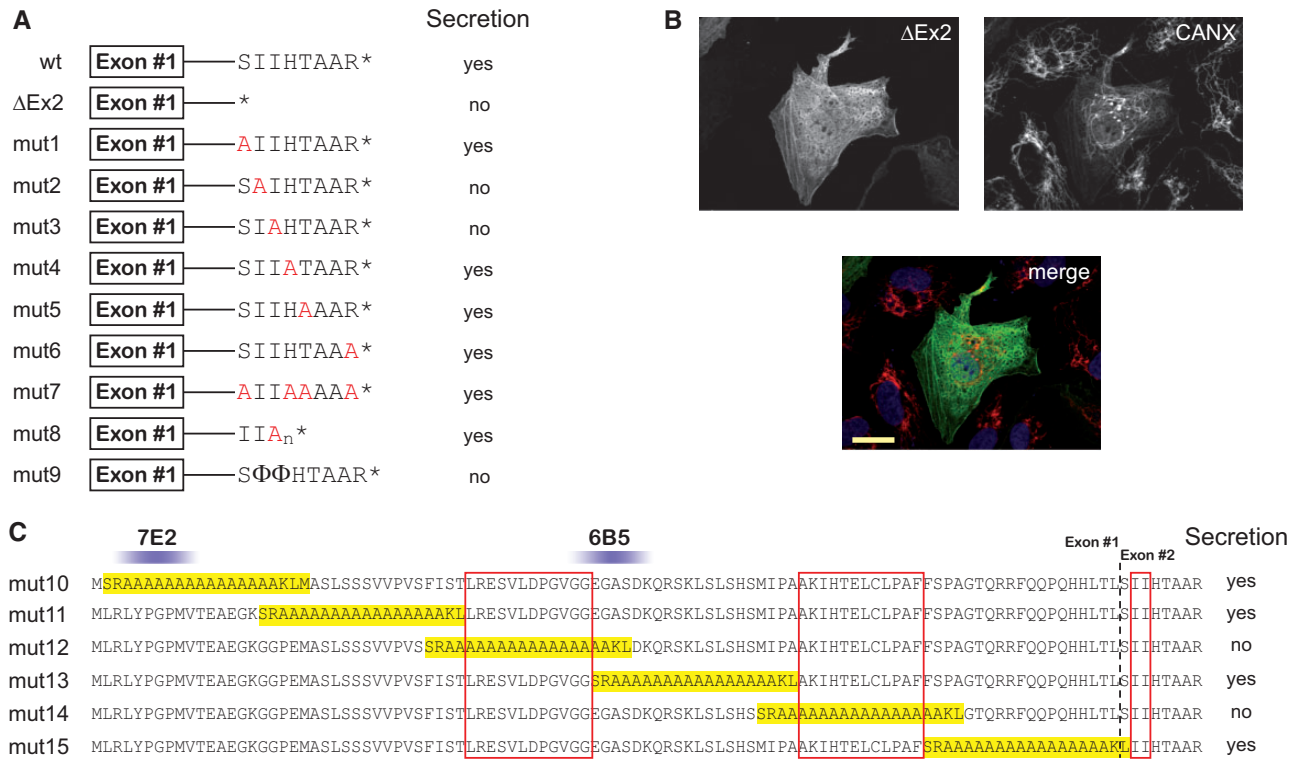 A
Secretion
wt Exon #1 SIIHTAAR* yes
ΔEx2 Exon #1 * no
mut1 Exon #1 AIIHTAAR* yes
mut2 Exon #1 SAIHTAAR* no
mut3 Exon #1 SIAHTAAR* no
mut4 Exon #1 SIIATAAR* yes
mut5 Exon #1 SIIHAAAR* yes
mut6 Exon #1 SIIHTAAA* yes
mut7 Exon #1 AIIAAAAA* yes
mut8 Exon #1 IIAn* yes
mut9 Exon #1 SΦΦHTAAR* no
B
ΔEx2
CANX
merge
C
7E2 6B5 Exon #1 Exon #2 Secretion
mut10 MSRAAAAAAAAAAAAAAAKLMASLSSSVVPVSFISTLRESVLDPGVGGEGASDKQRSKLSLSHSMIPAAKIHTELCLPAFFSPAGTQRRFQQPQHHLTLSIIHTAAR yes
mut11 MLRLYPGPMVTEAEGKSRAAAAAAAAAAAAAAAAKLLRESVLDPGVGGEGASDKQRSKLSLSHSMIPAAKIHTELCLPAFFSPAGTQRRFQQPQHHLTLSIIHTAAR yes
mut12 MLRLYPGPMVTEAEGKGGPEMASLSSSVVPVSSRAAAAAAAAAAAAAAAAKLDKQRSKLSLSHSMIPAAKIHTELCLPAFFSPAGTQRRFQQPQHHLTLSIIHTAAR no
mut13 MLRLYPGPMVTEAEGKGGPEMASLSSSVVPVSFISTLRESVLDPGVGGSRAAAAAAAAAAAAAAAAKLAKIHTELCLPAFFSPAGTQRRFQQPQHHLTLSIIHTAAR yes
mut14 MLRLYPGPMVTEAEGKGGPEMASLSSSVVPVSFISTLRESVLDPGVGGEGASDKQRSKLSLSHSSRAAAAAAAAAAAAAAAAKLGTQRRFQQPQHHLTLSIIHTAAR no
mut15 MLRLYPGPMVTEAEGKGGPEMASLSSSVVPVSFISTLRESVLDPGVGGEGASDKQRSKLSLSHSMIPAAKIHTELCLPAFSRAAAAAAAAAAAAAAAAKLIIHTAAR yes